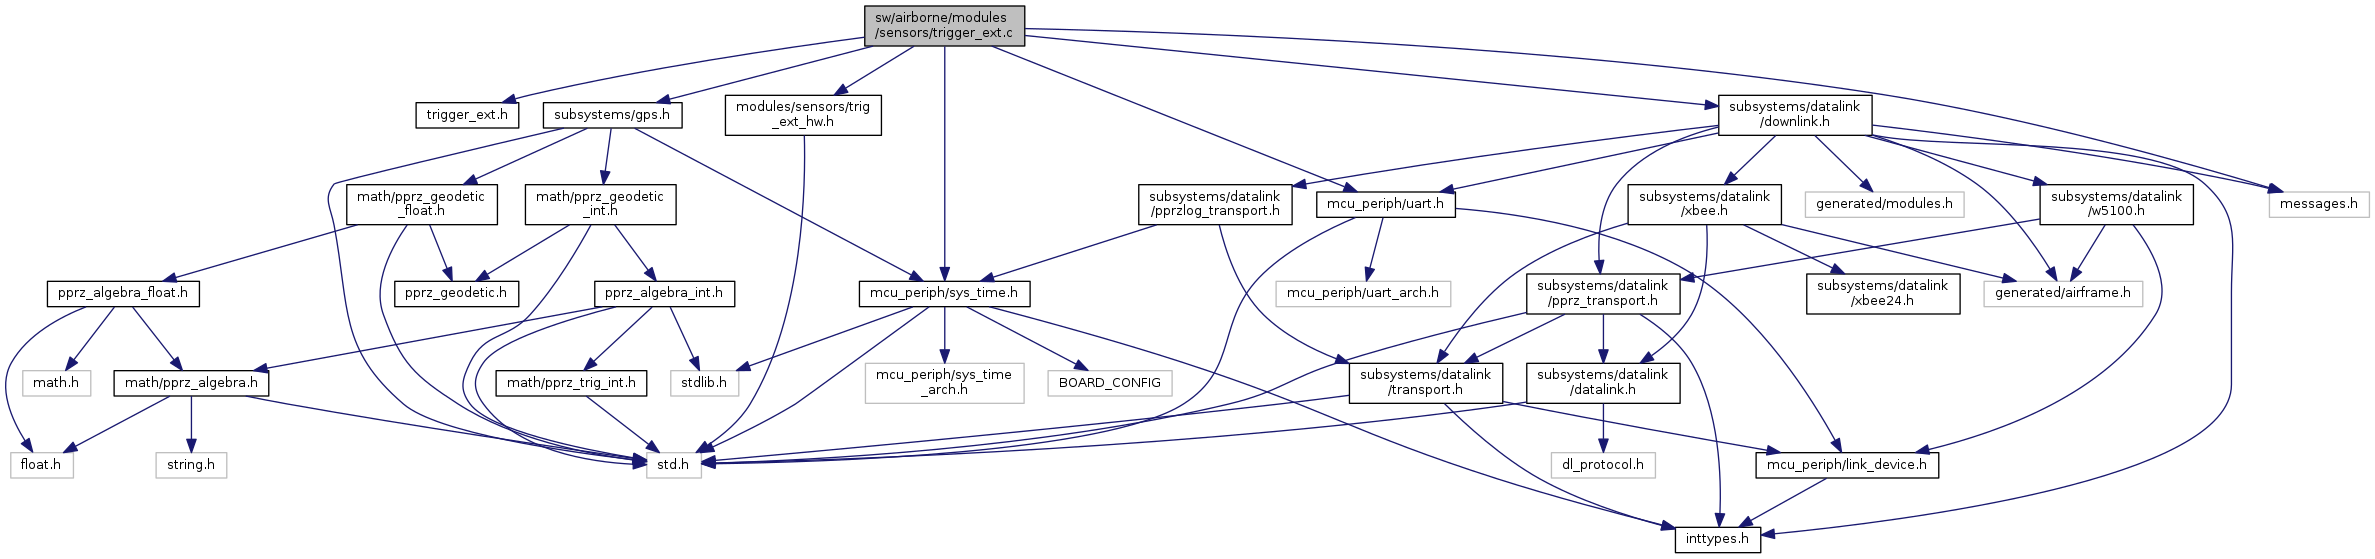 sw/airborne/modules
/sensors/trigger_ext.c
trigger_ext.h
subsystems/gps.h
modules/sensors/trig
_ext_hw.h
subsystems/datalink
/downlink.h
math/pprz_geodetic
_float.h
math/pprz_geodetic
_int.h
subsystems/datalink
/pprzlog_transport.h
mcu_periph/uart.h
subsystems/datalink
/xbee.h
generated/modules.h
subsystems/datalink
/w5100.h
messages.h
pprz_algebra_float.h
pprz_geodetic.h
pprz_algebra_int.h
mcu_periph/sys_time.h
mcu_periph/uart_arch.h
subsystems/datalink
/pprz_transport.h
subsystems/datalink
/xbee24.h
generated/airframe.h
math.h
math/pprz_algebra.h
math/pprz_trig_int.h
stdlib.h
mcu_periph/sys_time
_arch.h
BOARD_CONFIG
subsystems/datalink
/transport.h
subsystems/datalink
/datalink.h
float.h
string.h
std.h
dl_protocol.h
mcu_periph/link_device.h
inttypes.h